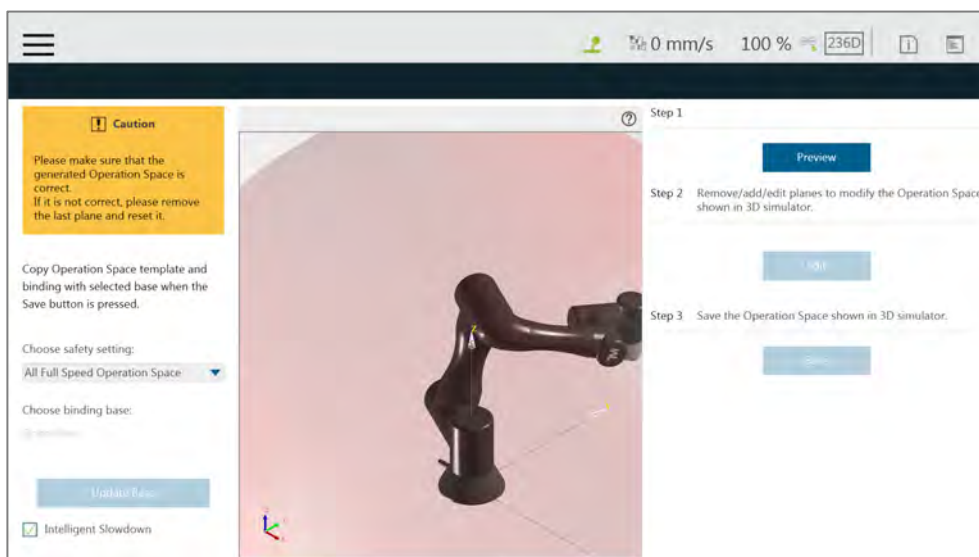 0 mm/s 100 % 236D
Caution
Please make sure that the
generated Operation Space is
correct.
If it is not correct, please remove
the last plane and reset it.
Copy Operation Space template and
binding with selected base when the
Save button is pressed.
Choose safety setting:
All Full Speed Operation Space
Choose binding base:
Update Base
Intelligent Slowdown
Step 1
Preview
Step 2 Remove/add/edit planes to modify the Operation Space
shown in 3D simulator.
Edit
Step 3 Save the Operation Space shown in 3D simulator.